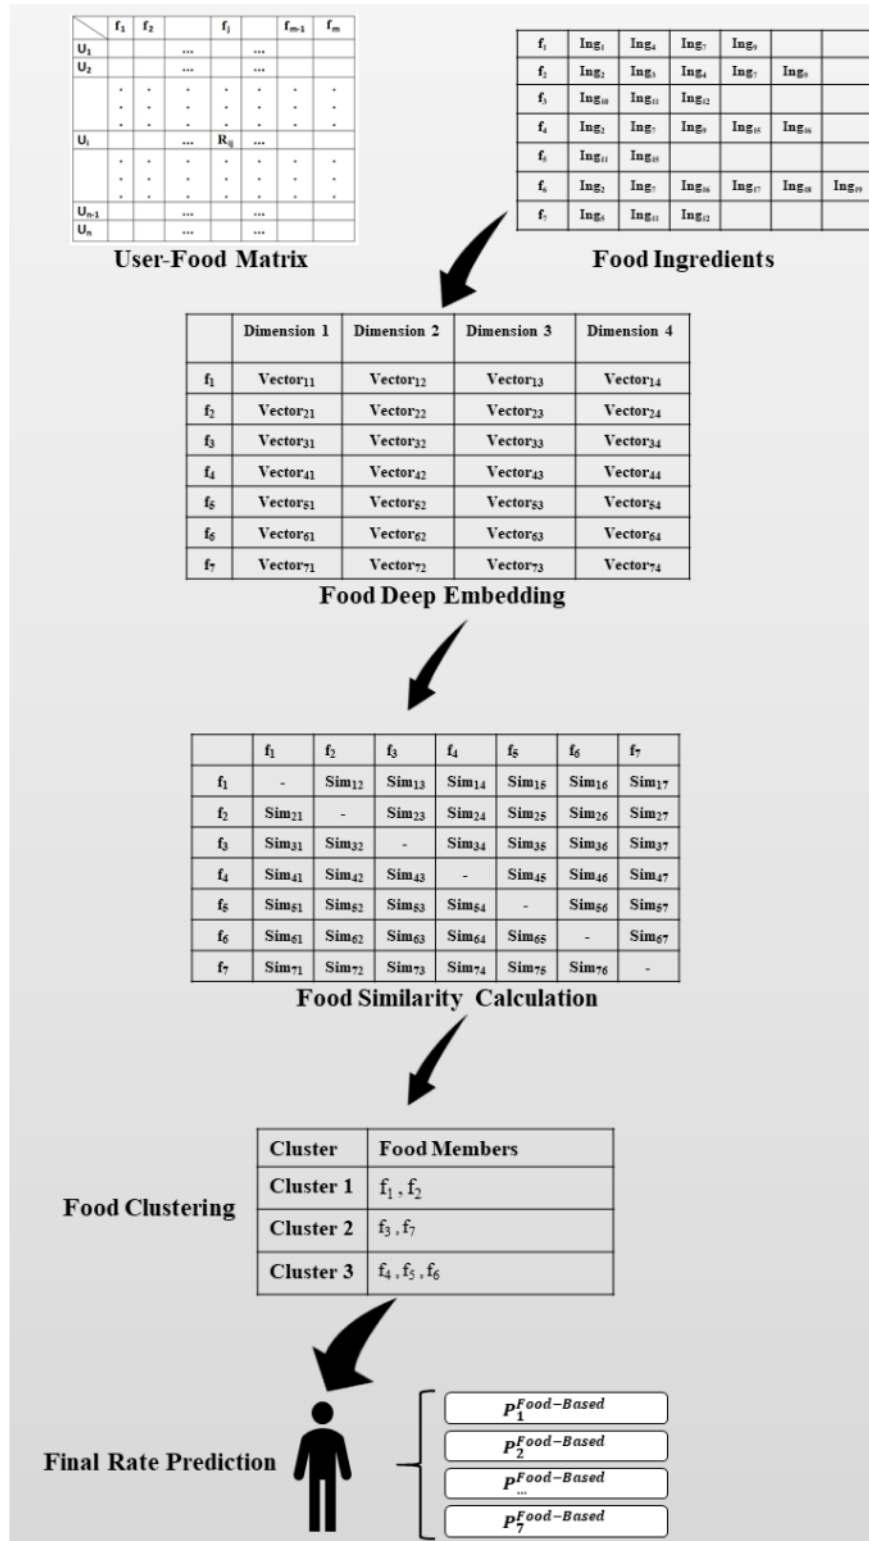 f1 f2 fj fm-1 fm
U1 ... ...
U2 ... ...
. . . . . . .
. . . . . . .
. . . . . . .
Ui ... Rij ...
. . . . . . .
. . . . . . .
. . . . . . .
Un-1 ... ...
Un ... ...
User-Food Matrix
f1 Ing1 Ing4 Ing7 Ing9
f2 Ing2 Ing3 Ing4 Ing7 Ing9
f3 Ing10 Ing11 Ing12
f4 Ing2 Ing7 Ing9 Ing15 Ing16
f5 Ing11 Ing18
f6 Ing2 Ing7 Ing16 Ing17 Ing18 Ing19
f7 Ing8 Ing11 Ing12
Food Ingredients
Dimension 1 Dimension 2 Dimension 3 Dimension 4
f1 Vector11 Vector12 Vector13 Vector14
f2 Vector21 Vector22 Vector23 Vector24
f3 Vector31 Vector32 Vector33 Vector34
f4 Vector41 Vector42 Vector43 Vector44
f5 Vector51 Vector52 Vector53 Vector54
f6 Vector61 Vector62 Vector63 Vector64
f7 Vector71 Vector72 Vector73 Vector74
Food Deep Embedding
f1 f2 f3 f4 f5 f6 f7
f1 - Sim12 Sim13 Sim14 Sim15 Sim16 Sim17
f2 Sim21 - Sim23 Sim24 Sim25 Sim26 Sim27
f3 Sim31 Sim32 - Sim34 Sim35 Sim36 Sim37
f4 Sim41 Sim42 Sim43 - Sim45 Sim46 Sim47
f5 Sim51 Sim52 Sim53 Sim54 - Sim56 Sim57
f6 Sim61 Sim62 Sim63 Sim64 Sim65 - Sim67
f7 Sim71 Sim72 Sim73 Sim74 Sim75 Sim76 -
Food Similarity Calculation
Food Clustering
Cluster Food Members
Cluster 1 f1 , f2
Cluster 2 f3 , f7
Cluster 3 f4 , f5 , f6
Final Rate Prediction
P1 Food-Based
P2 Food-Based
P... Food-Based
P7 Food-Based